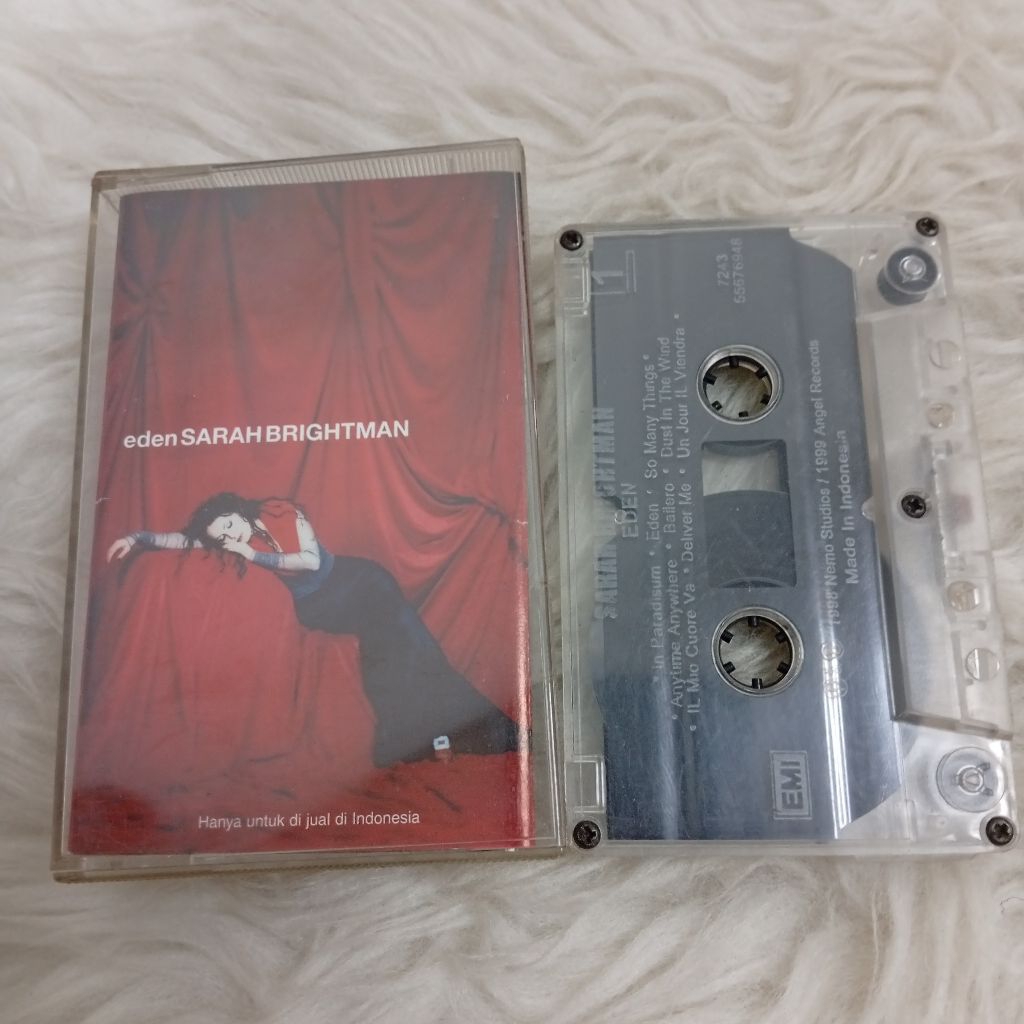 eden SARAH BRIGHTMAN
Hanya untuk di jual di Indonesia
1
7243
55676948
SARAH BRIGHTMAN
EDEN
• In Paradisum • Eden • So Many Things •
• Anytime Anywhere • Bailero • Dust In The Wind
• IL Mio Cuore Va • Deliver Me • Un Jour IL Viendra •
1998 Nemo Studios / 1999 Angel Records
Made In Indonesia
EMI